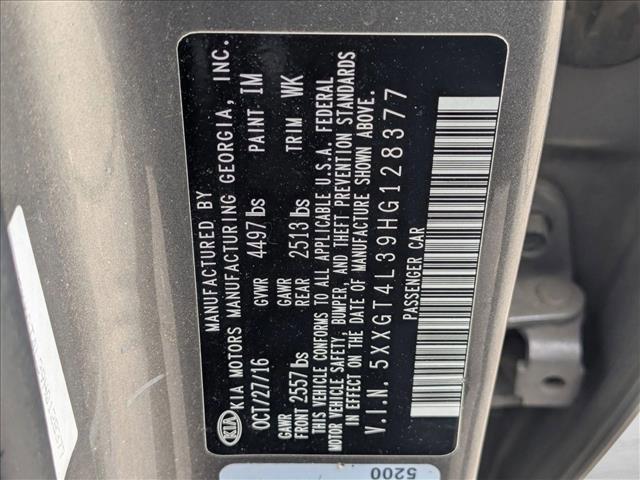 MANUFACTURED BY
KIA KIA MOTORS MANUFACTURING GEORGIA, INC.
OCT/27/16 GVWR 4497 lbs PAINT IM
GAWR FRONT 2557 lbs GAWR REAR 2513 lbs TRIM WK
THIS VEHICLE CONFORMS TO ALL APPLICABLE U.S.A. FEDERAL
MOTOR VEHICLE SAFETY, BUMPER, AND THEFT PREVENTION STANDARDS
IN EFFECT ON THE DATE OF MANUFACTURE SHOWN ABOVE.
V.I.N. 5XXGT4L39HG128377
PASSENGER CAR
5200